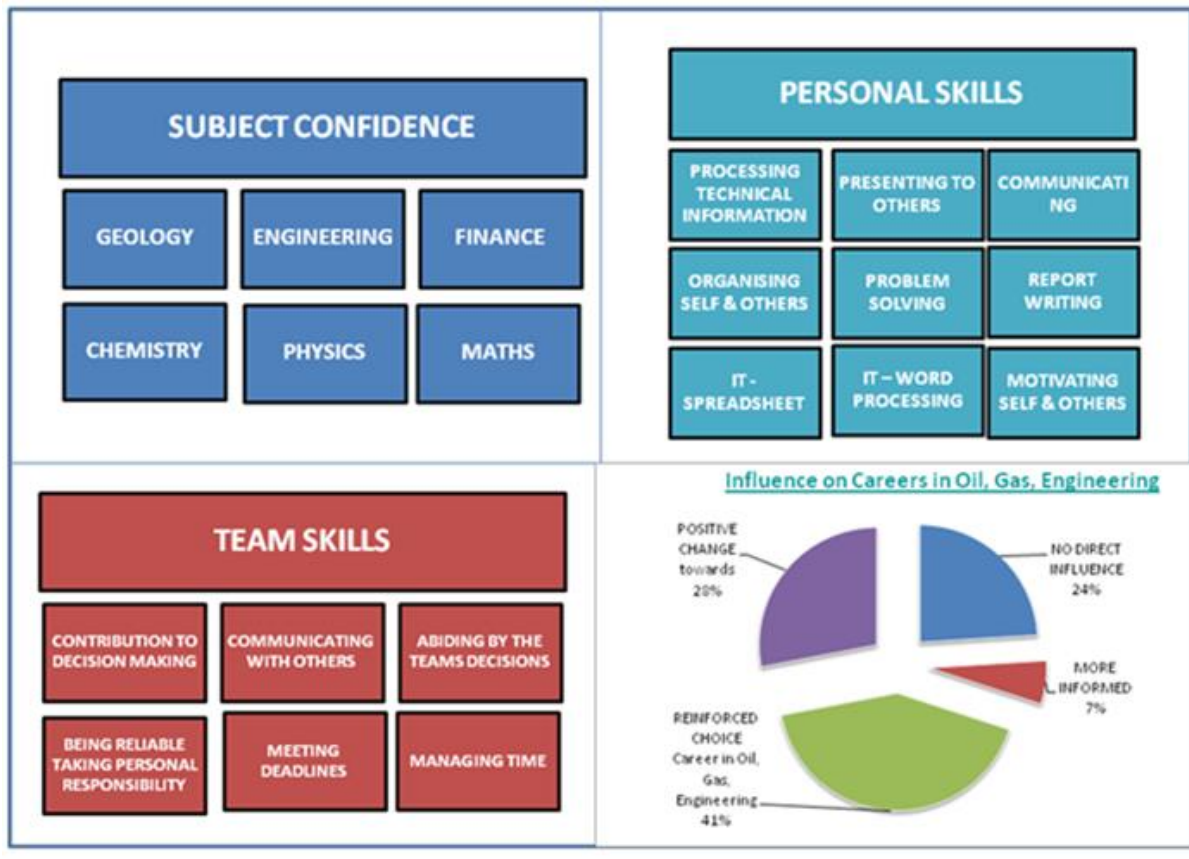 SUBJECT CONFIDENCE
GEOLOGY
ENGINEERING
FINANCE
CHEMISTRY
PHYSICS
MATHS
PERSONAL SKILLS
PROCESSING
TECHNICAL
INFORMATION
PRESENTING TO
OTHERS
COMMUNICATI
NG
ORGANISING
SELF & OTHERS
PROBLEM
SOLVING
REPORT
WRITING
IT -
SPREADSHEET
IT – WORD
PROCESSING
MOTIVATING
SELF & OTHERS
TEAM SKILLS
CONTRIBUTION TO
DECISION MAKING
COMMUNICATING
WITH OTHERS
ABIDING BY THE
TEAMS DECISIONS
BEING RELIABLE
TAKING PERSONAL
RESPONSIBILITY
MEETING
DEADLINES
MANAGING TIME
Influence on Careers in Oil, Gas, Engineering
POSITIVE
CHANGE
towards
28%
NO DIRECT
INFLUENCE
24%
MORE
INFORMED
7%
REINFORCED
CHOICE
Career in Oil,
Gas,
Engineering
41%